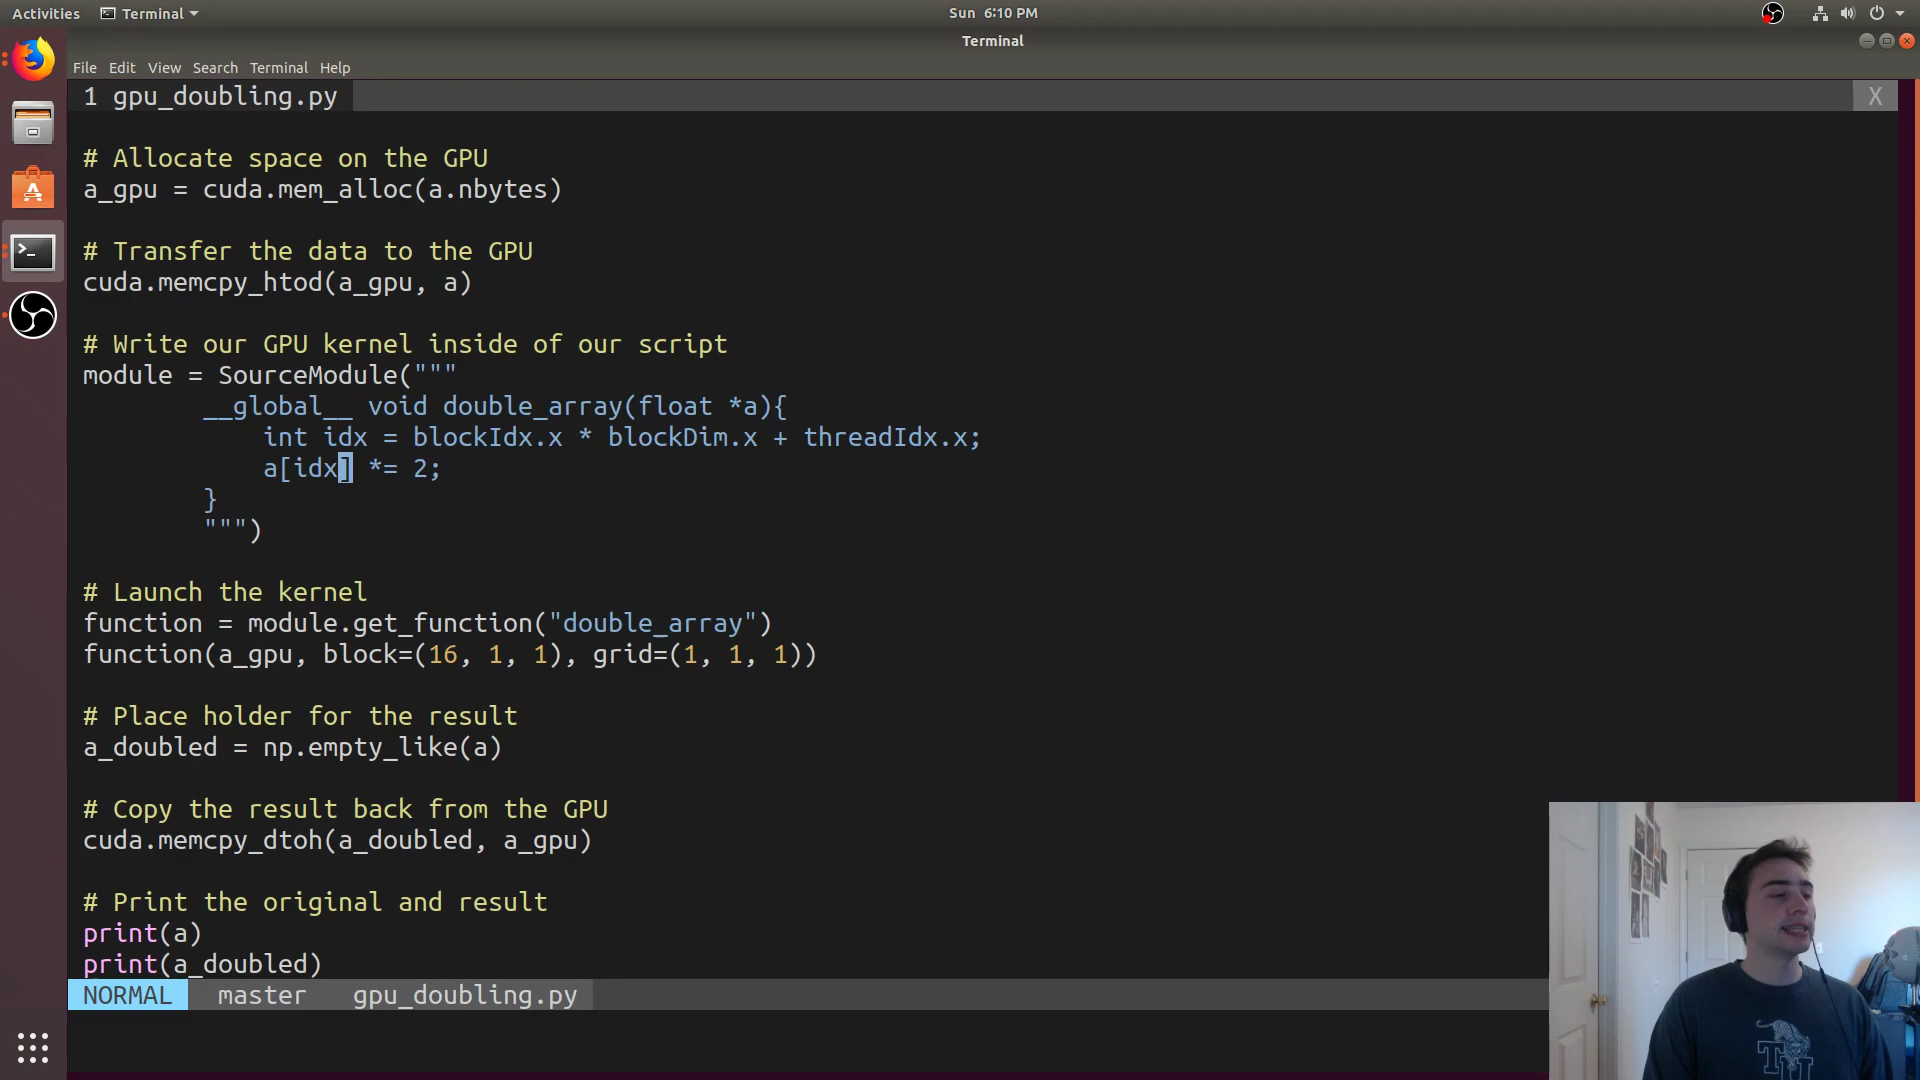 Activities Terminal Sun 6:10 PM
Terminal
File Edit View Search Terminal Help
1 gpu_doubling.py X
# Allocate space on the GPU
a_gpu = cuda.mem_alloc(a.nbytes)
# Transfer the data to the GPU
cuda.memcpy_htod(a_gpu, a)
# Write our GPU kernel inside of our script
module = SourceModule("""
__global__ void double_array(float *a){
int idx = blockIdx.x * blockDim.x + threadIdx.x;
a[idx] *= 2;
}
""")
# Launch the kernel
function = module.get_function("double_array")
function(a_gpu, block=(16, 1, 1), grid=(1, 1, 1))
# Place holder for the result
a_doubled = np.empty_like(a)
# Copy the result back from the GPU
cuda.memcpy_dtoh(a_doubled, a_gpu)
# Print the original and result
print(a)
print(a_doubled)
NORMAL master gpu_doubling.py